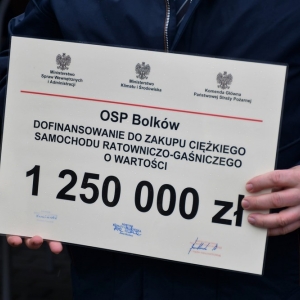 Ministerstwo
Spraw Wewnętrznych
i Administracji
Ministerstwo
Klimatu i Środowiska
Komenda Główna
Państwowej Straży Pożarnej
OSP Bolków
DOFINANSOWANIE DO ZAKUPU CIĘŻKIEGO
SAMOCHODU RATOWNICZO-GAŚNICZEGO
O WARTOŚCI
1 250 000 zł